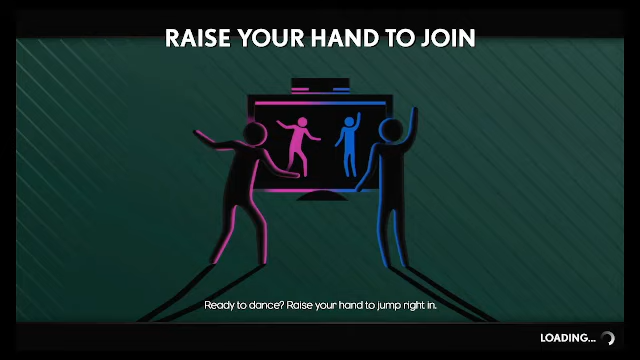 RAISE YOUR HAND TO JOIN
Ready to dance? Raise your hand to jump right in.
LOADING...